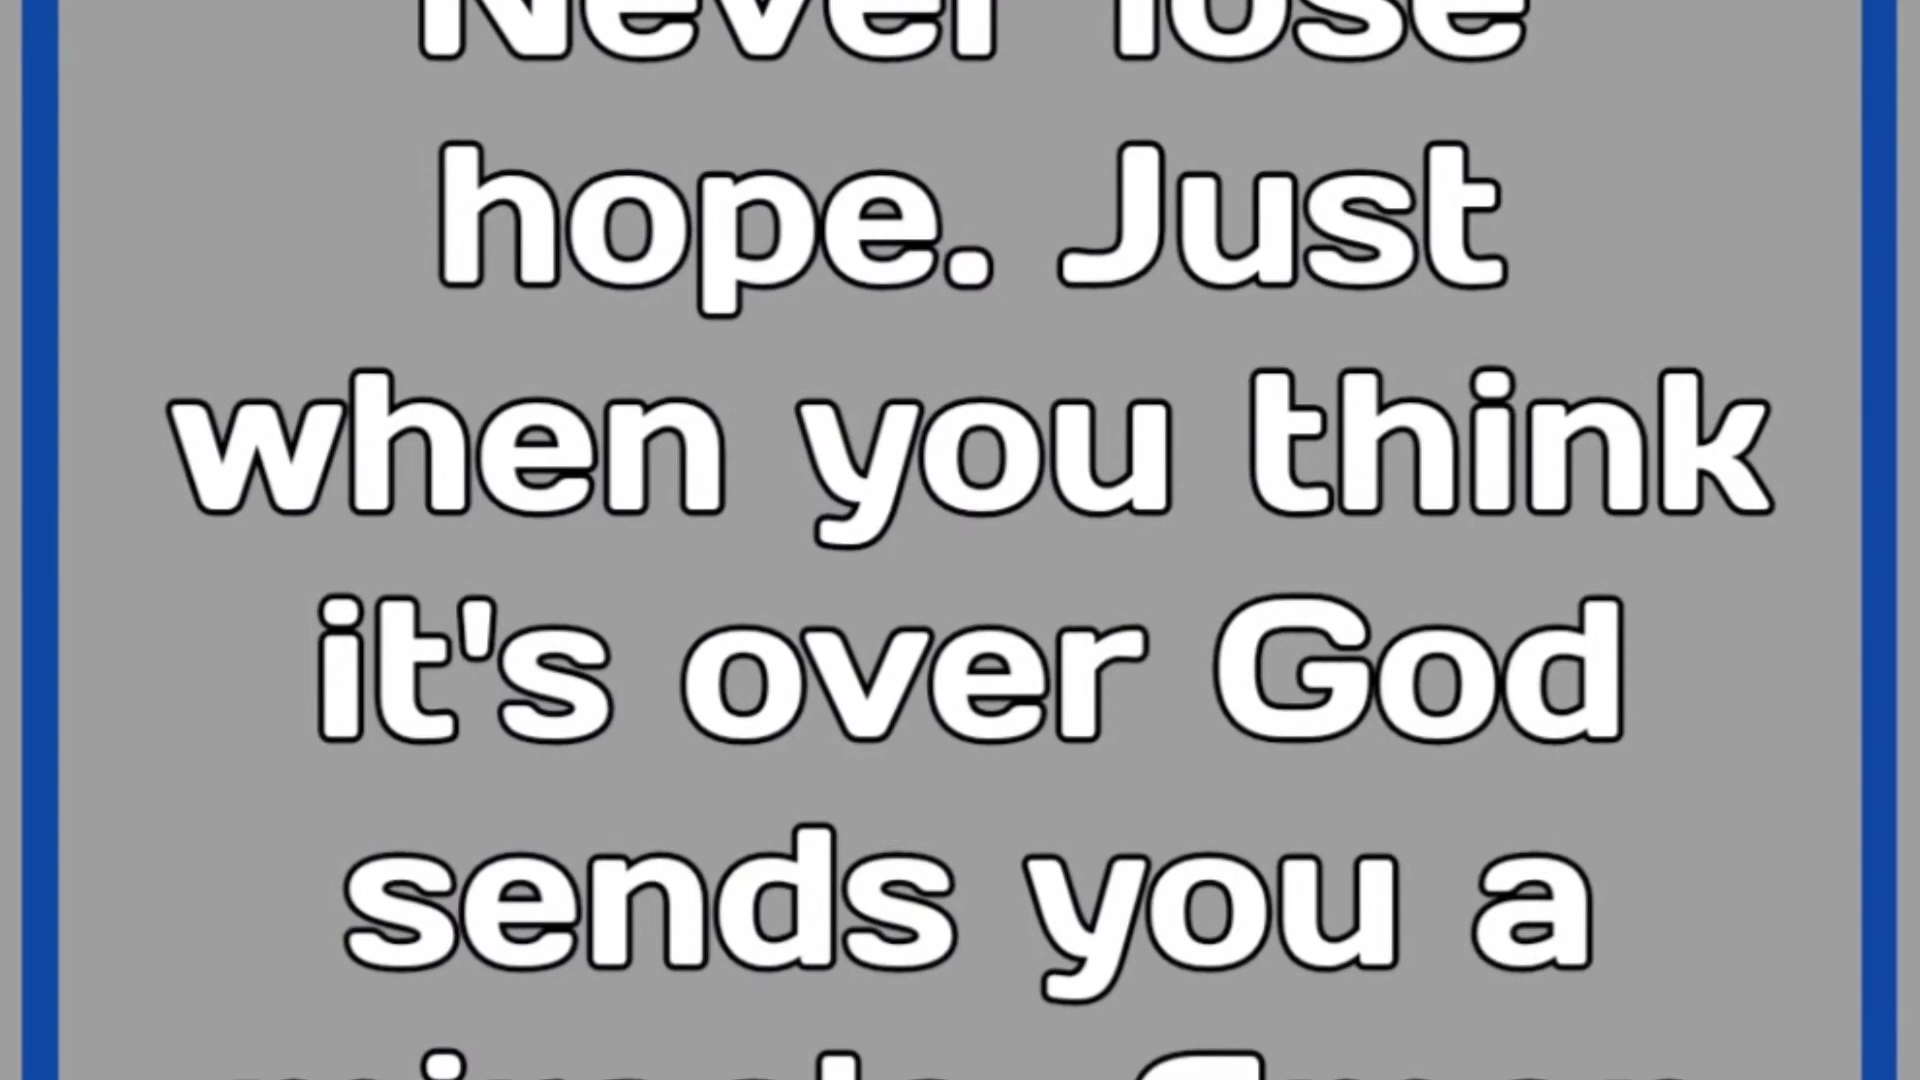 Never lose
hope. Just
when you think
it's over God
sends you a